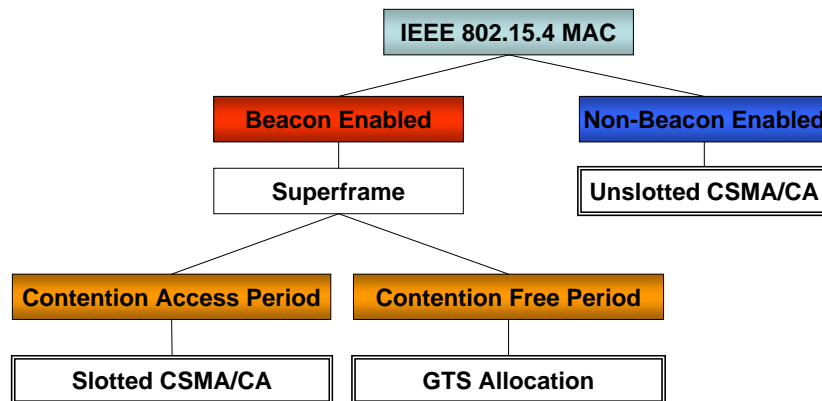 IEEE 802.15.4 MAC
Beacon Enabled
Non-Beacon Enabled
Superframe
Unslotted CSMA/CA
Contention Access Period
Contention Free Period
Slotted CSMA/CA
GTS Allocation